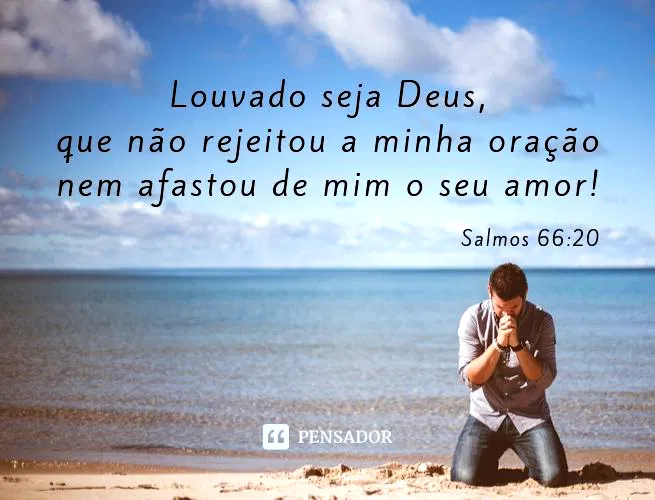 Louvado seja Deus,
que não rejeitou a minha oração
nem afastou de mim o seu amor!
Salmos 66:20
PENSADOR